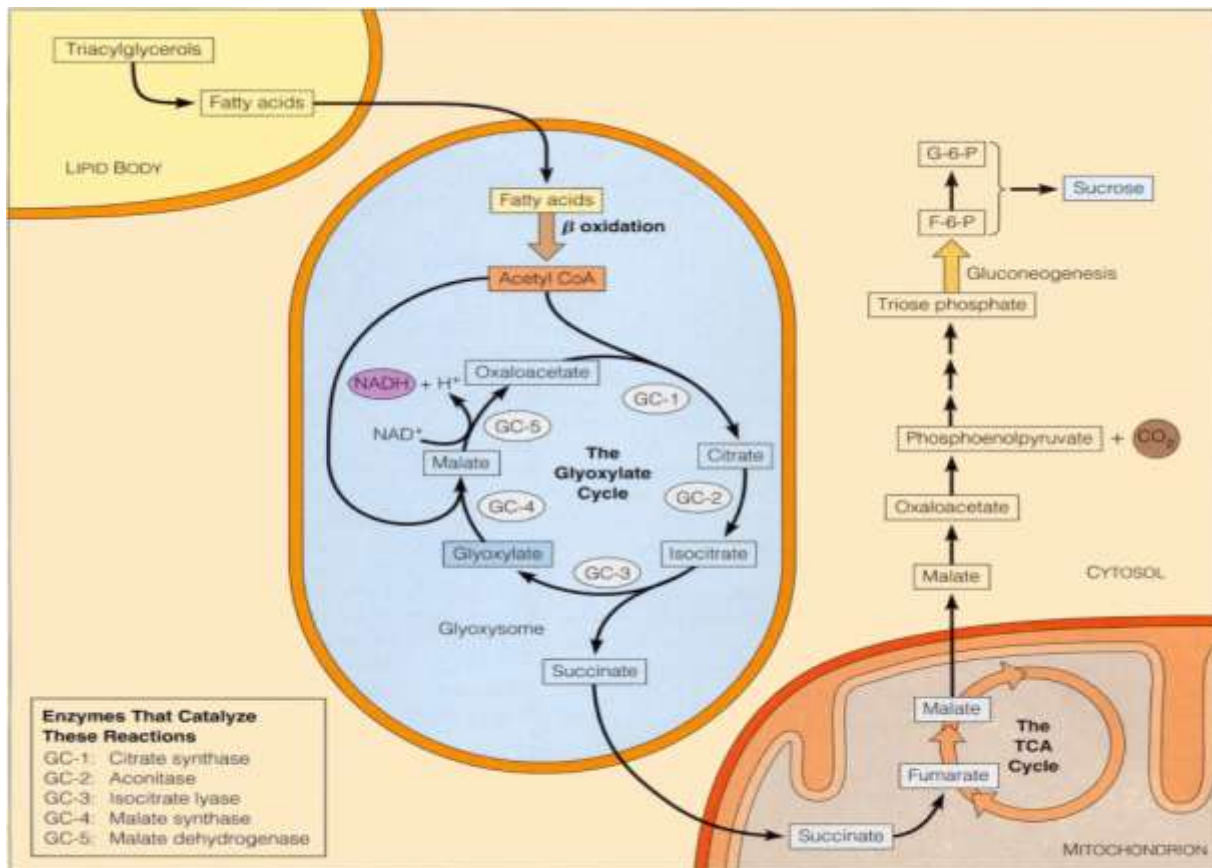 Triacylglycerols
Fatty acids
LIPID BODY
Fatty acids
β oxidation
Acetyl CoA
Oxaloacetate
NADH + H⁺
NAD⁺
GC-5
GC-1
Malate
The
Glyoxylate
Cycle
Citrate
GC-4
GC-2
Glyoxylate
GC-3
Isocitrate
Glyoxysome
Succinate
G-6-P
Sucrose
F-6-P
Gluconeogenesis
Triose phosphate
Phosphoenolpyruvate + CO₂
Oxaloacetate
Malate
CYTOSOL
Malate
The
TCA
Cycle
Fumarate
Succinate
MITOCHONDRION
Enzymes That Catalyze
These Reactions
GC-1: Citrate synthase
GC-2: Aconitase
GC-3: Isocitrate lyase
GC-4: Malate synthase
GC-5: Malate dehydrogenase